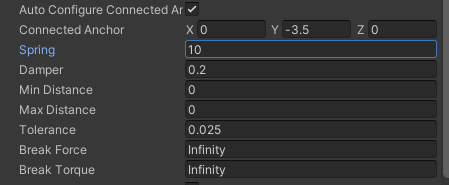 Auto Configure Connected An
Connected Anchor X 0 Y -3.5 Z 0
Spring 10
Damper 0.2
Min Distance 0
Max Distance 0
Tolerance 0.025
Break Force Infinity
Break Torque Infinity